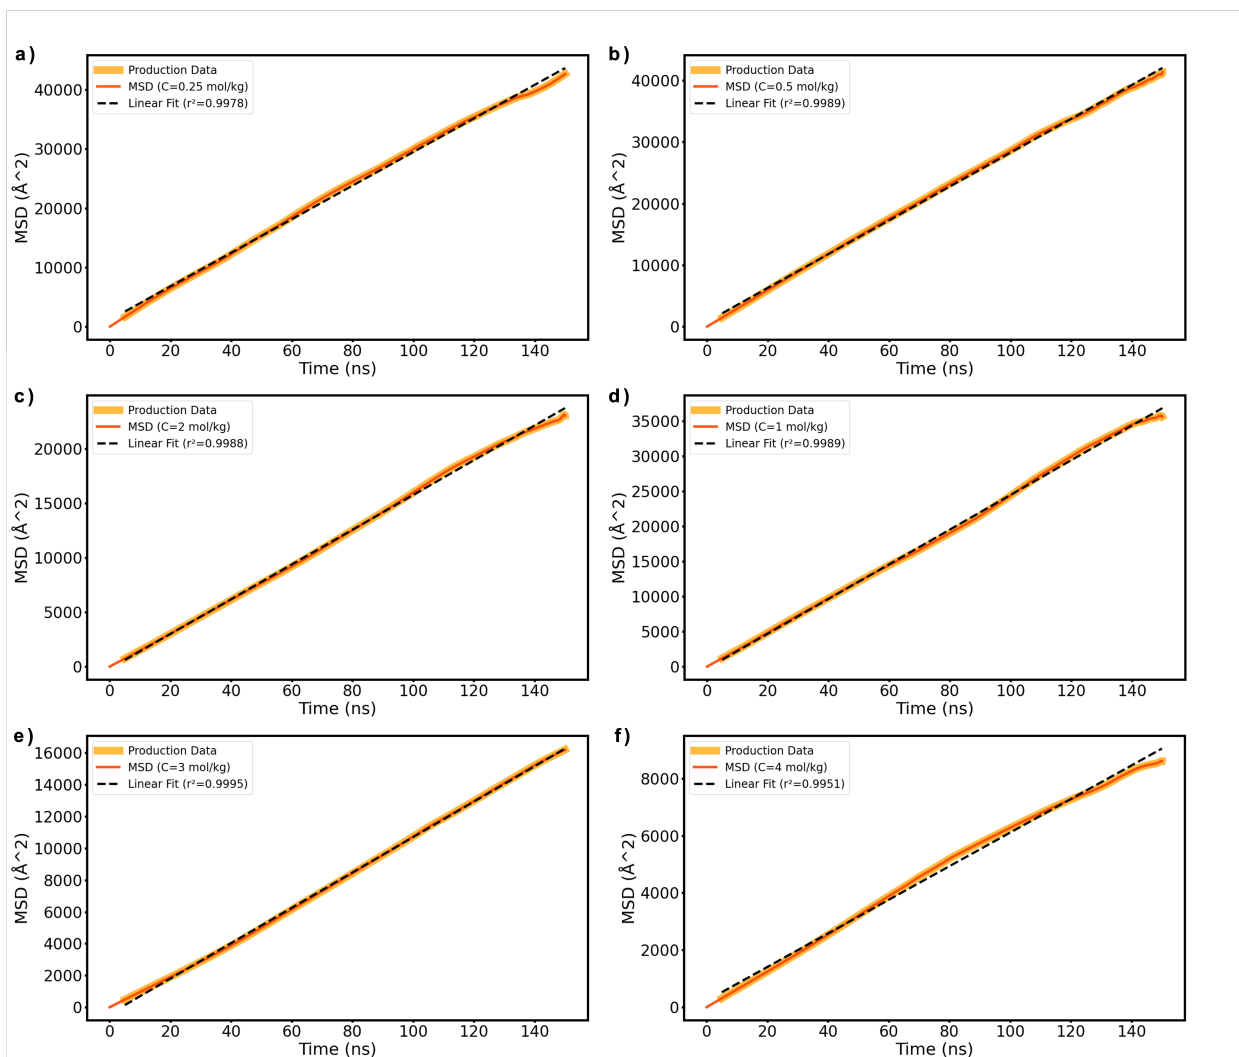 a)
Production Data
MSD (C=0.25 mol/kg)
Linear Fit (r²=0.9978)
MSD (Å^2)
40000
30000
20000
10000
0
0 20 40 60 80 100 120 140
Time (ns)
b)
Production Data
MSD (C=0.5 mol/kg)
Linear Fit (r²=0.9989)
MSD (Å^2)
40000
30000
20000
10000
0
0 20 40 60 80 100 120 140
Time (ns)
c)
Production Data
MSD (C=2 mol/kg)
Linear Fit (r²=0.9988)
MSD (Å^2)
20000
15000
10000
5000
0
0 20 40 60 80 100 120 140
Time (ns)
d)
Production Data
MSD (C=1 mol/kg)
Linear Fit (r²=0.9989)
MSD (Å^2)
35000
30000
25000
20000
15000
10000
5000
0
0 20 40 60 80 100 120 140
Time (ns)
e)
Production Data
MSD (C=3 mol/kg)
Linear Fit (r²=0.9995)
MSD (Å^2)
16000
14000
12000
10000
8000
6000
4000
2000
0
0 20 40 60 80 100 120 140
Time (ns)
f)
Production Data
MSD (C=4 mol/kg)
Linear Fit (r²=0.9951)
MSD (Å^2)
8000
6000
4000
2000
0
0 20 40 60 80 100 120 140
Time (ns)